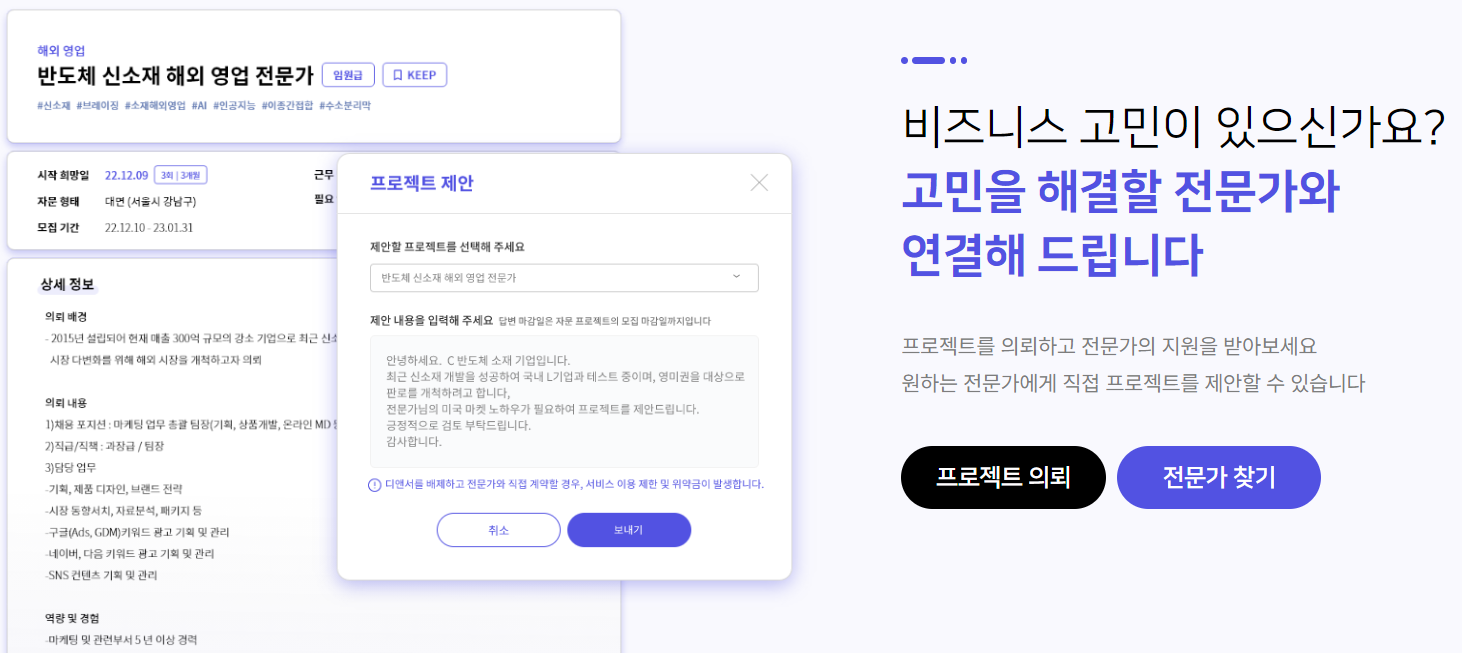 해외 영업
반도체 신소재 해외 영업 전문가 임원급 KEEP
#신소재 #브레이징 #소재해외영업 #AI #인공지능 #이종간접합 #수소분리막
시작 희망일 22.12.09 3회 | 3개월 근무
자문 형태 대면 (서울시 강남구) 필요
모집 기간 22.12.10 - 23.01.31
상세 정보
의뢰 배경
- 2015년 설립되어 현재 매출 300억 규모의 강소 기업으로 최근 신소
시장 다변화를 위해 해외 시장을 개척하고자 의뢰
의뢰 내용
1)채용 포지션 : 마케팅 업무 총괄 팀장(기획, 상품개발, 온라인 MD
2)직급/직책 : 과장급 / 팀장
3)담당 업무
-기획, 제품 디자인, 브랜드 전략
-시장 동향서치, 자료분석, 패키지 등
-구글(Ads, GDM)키워드 광고 기획 및 관리
-네이버, 다음 키워드 광고 기획 및 관리
-SNS 컨텐츠 기획 및 관리
역량 및 경험
-마케팅 및 관련부서 5 년 이상 경력
프로젝트 제안
제안할 프로젝트를 선택해 주세요
반도체 신소재 해외 영업 전문가
제안 내용을 입력해 주세요 답변 마감일은 자문 프로젝트의 모집 마감일까지입니다
안녕하세요. C 반도체 소재 기업입니다.
최근 신소재 개발을 성공하여 국내 L기업과 테스트 중이며, 영미권을 대상으로
판로를 개척하려고 합니다,
전문가님의 미국 마켓 노하우가 필요하여 프로젝트를 제안드립니다.
긍정적으로 검토 부탁드립니다.
감사합니다.
디앤서를 배제하고 전문가와 직접 계약할 경우, 서비스 이용 제한 및 위약금이 발생합니다.
취소 보내기
비즈니스 고민이 있으신가요?
고민을 해결할 전문가와
연결해 드립니다
프로젝트를 의뢰하고 전문가의 지원을 받아보세요
원하는 전문가에게 직접 프로젝트를 제안할 수 있습니다
프로젝트 의뢰 전문가 찾기